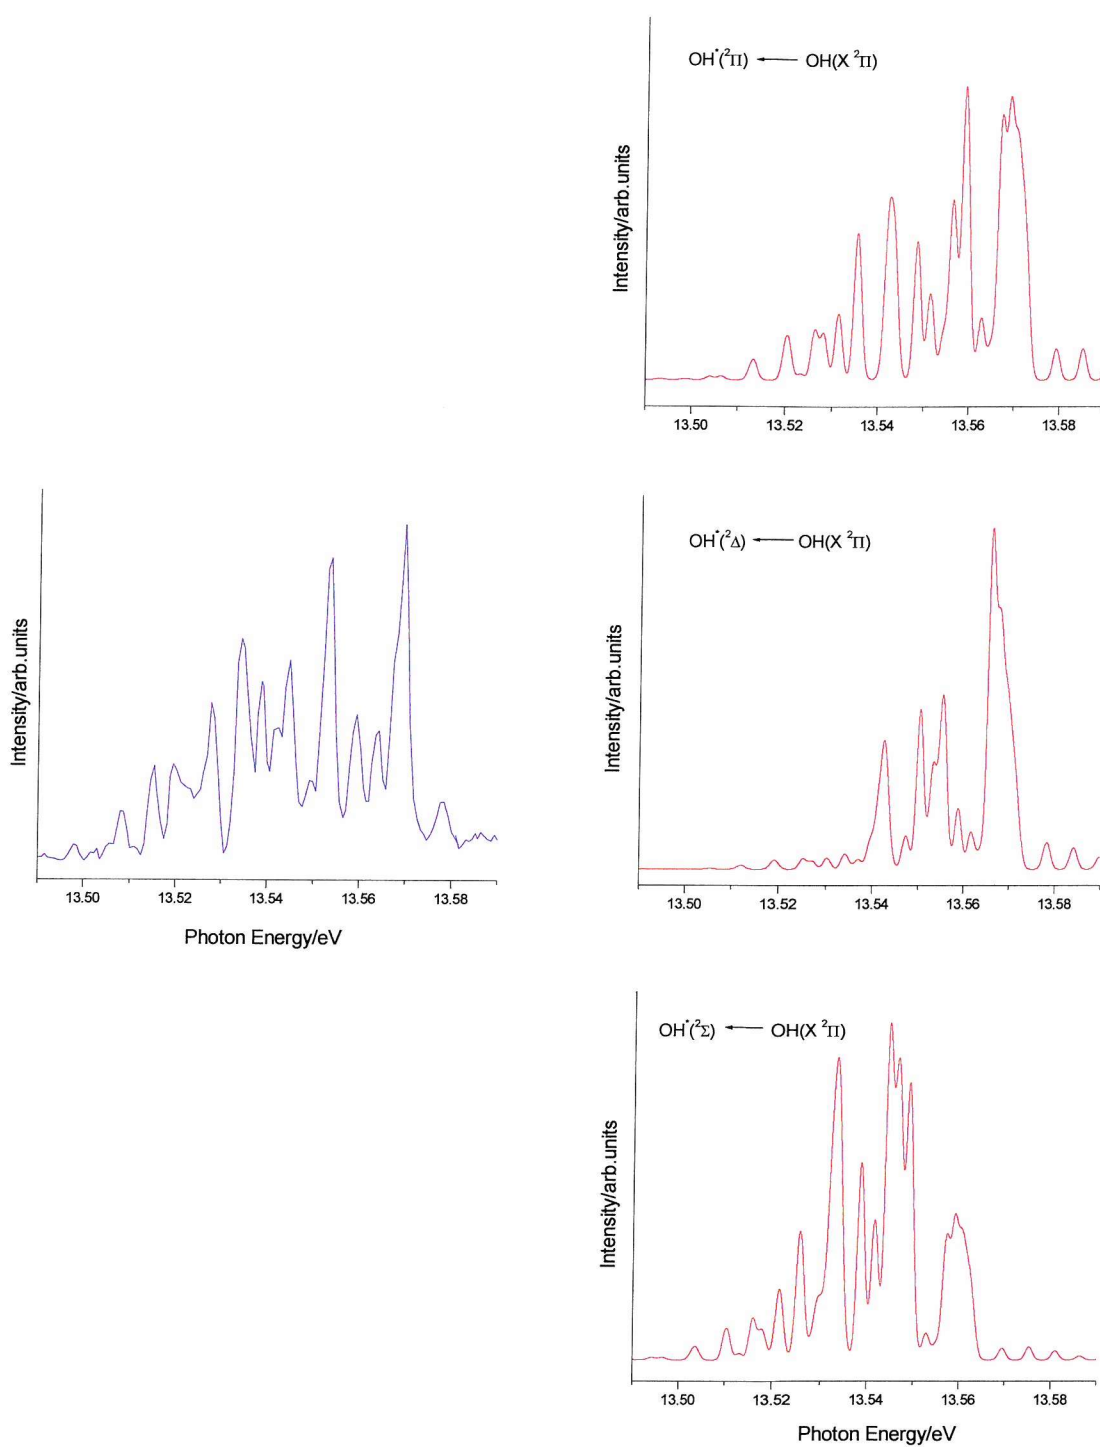 OH*(²Π) ← OH(X ²Π)
Intensity/arb.units
13.50 13.52 13.54 13.56 13.58
Intensity/arb.units
13.50 13.52 13.54 13.56 13.58
Photon Energy/eV
OH*(²Δ) ← OH(X ²Π)
Intensity/arb.units
13.50 13.52 13.54 13.56 13.58
OH*(²Σ) ← OH(X ²Π)
Intensity/arb.units
13.50 13.52 13.54 13.56 13.58
Photon Energy/eV